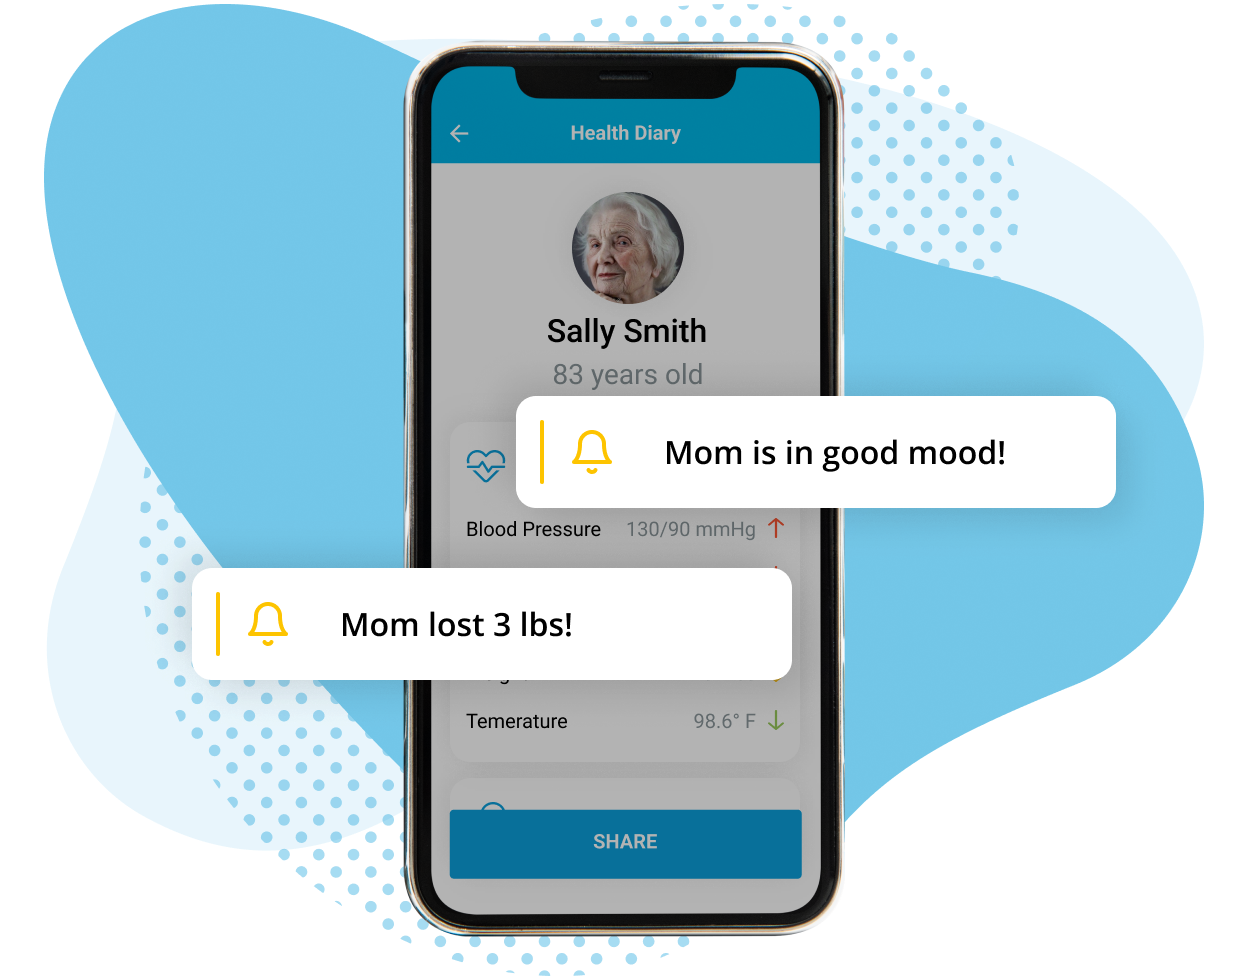 Health Diary
Sally Smith
83 years old
Mom is in good mood!
Blood Pressure 130/90 mmHg
Mom lost 3 lbs!
Temerature 98.6° F
SHARE